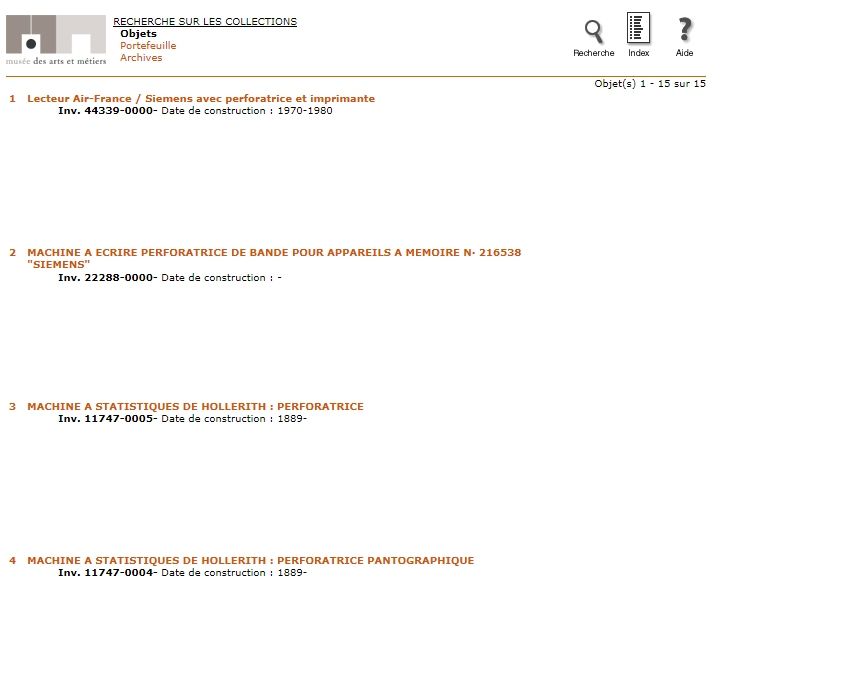 musée des arts et métiers
RECHERCHE SUR LES COLLECTIONS
Objets
Portefeuille
Archives
Recherche
Index
Aide
Objet(s) 1 - 15 sur 15
1 Lecteur Air-France / Siemens avec perforatrice et imprimante
Inv. 44339-0000- Date de construction : 1970-1980
2 MACHINE A ECRIRE PERFORATRICE DE BANDE POUR APPAREILS A MEMOIRE N· 216538
"SIEMENS"
Inv. 22288-0000- Date de construction : -
3 MACHINE A STATISTIQUES DE HOLLERITH : PERFORATRICE
Inv. 11747-0005- Date de construction : 1889-
4 MACHINE A STATISTIQUES DE HOLLERITH : PERFORATRICE PANTOGRAPHIQUE
Inv. 11747-0004- Date de construction : 1889-